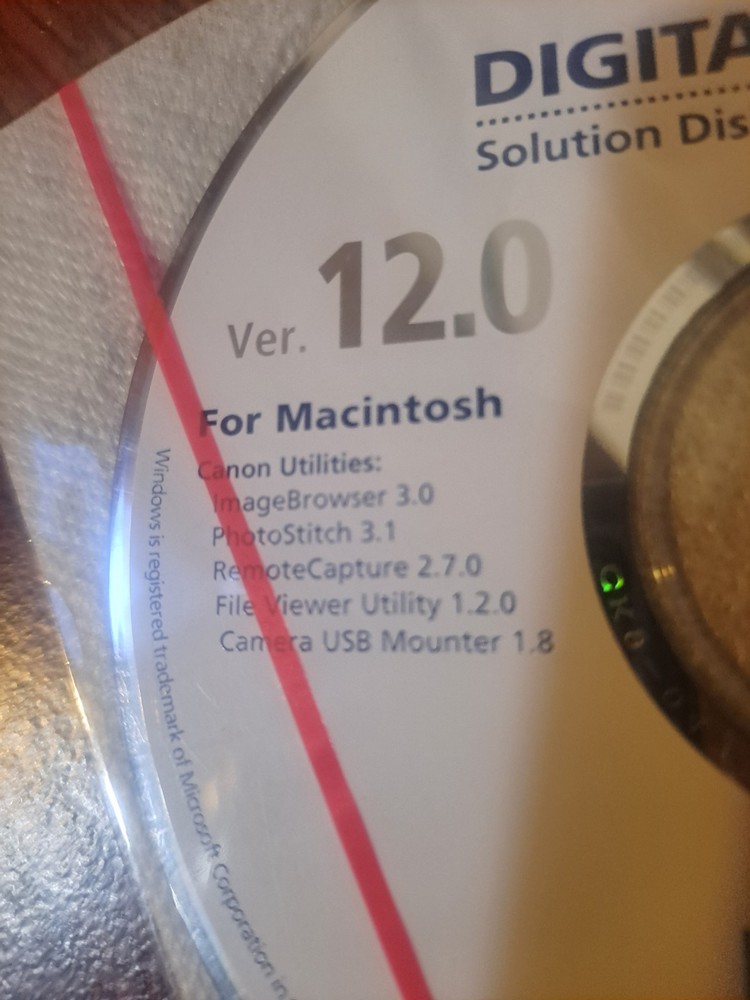 DIGITA
Solution Dis
Ver. 12.0
For Macintosh
Canon Utilities:
ImageBrowser 3.0
PhotoStitch 3.1
RemoteCapture 2.7.0
File Viewer Utility 1.2.0
Camera USB Mounter 1.8
Windows is registered trademark of Microsoft Corporation in